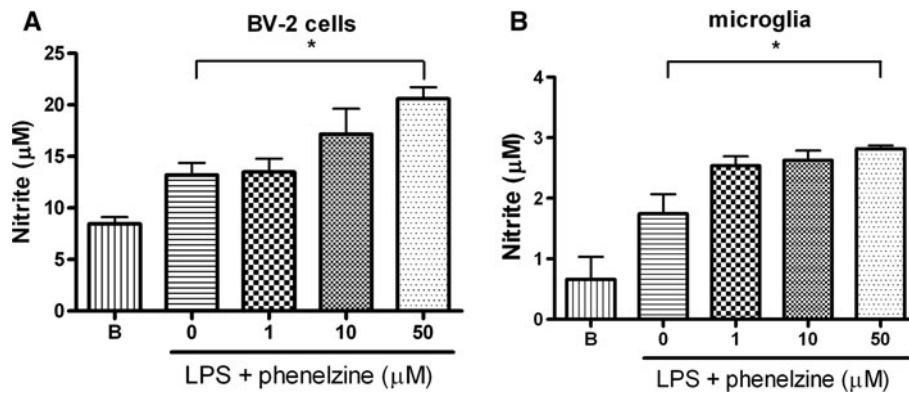 A
BV-2 cells
*
25
20
15
10
5
0
Nitrite (μM)
B 0 1 10 50
LPS + phenelzine (μM)
B
microglia
*
4
3
2
1
0
Nitrite (μM)
B 0 1 10 50
LPS + phenelzine (μM)